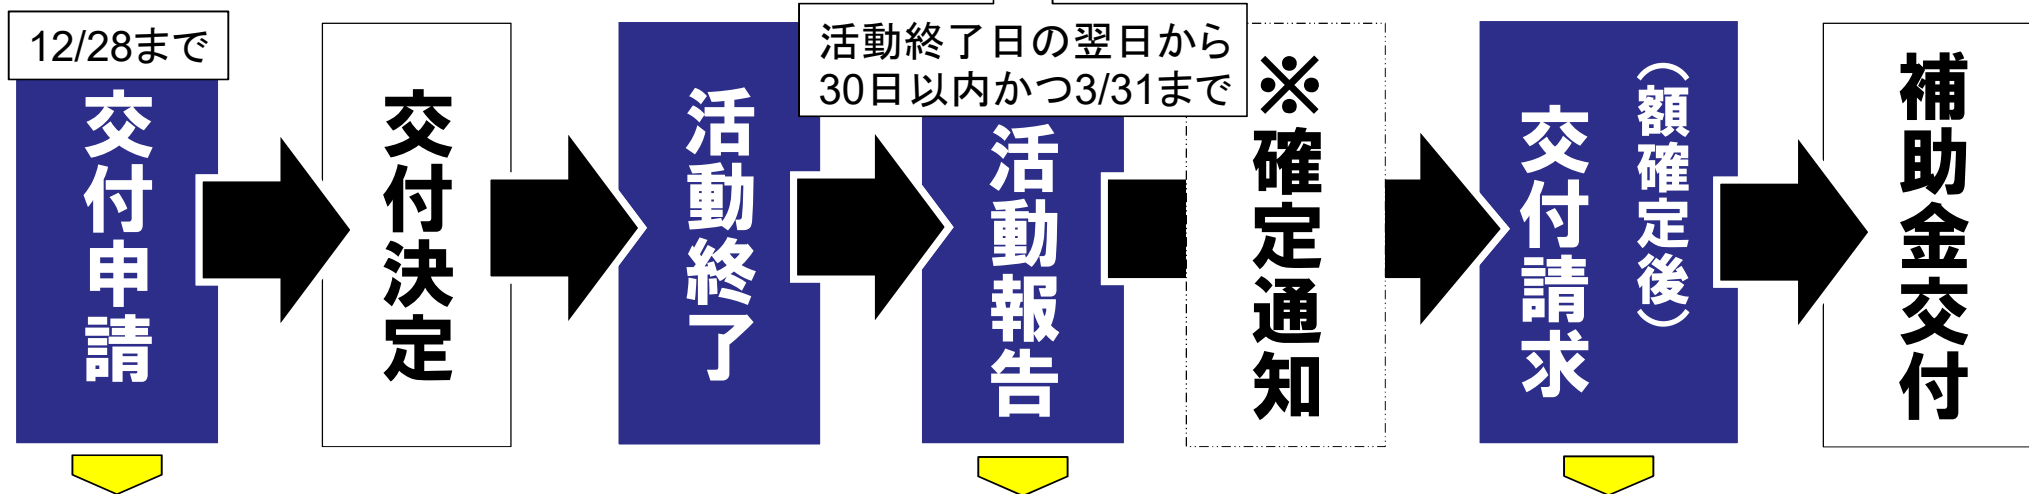 12/28まで
交付申請
交付決定
活動終了
活動終了日の翌日から
30日以内かつ3/31まで
活動報告
※確定通知
（額確定後）
交付請求
補助金交付